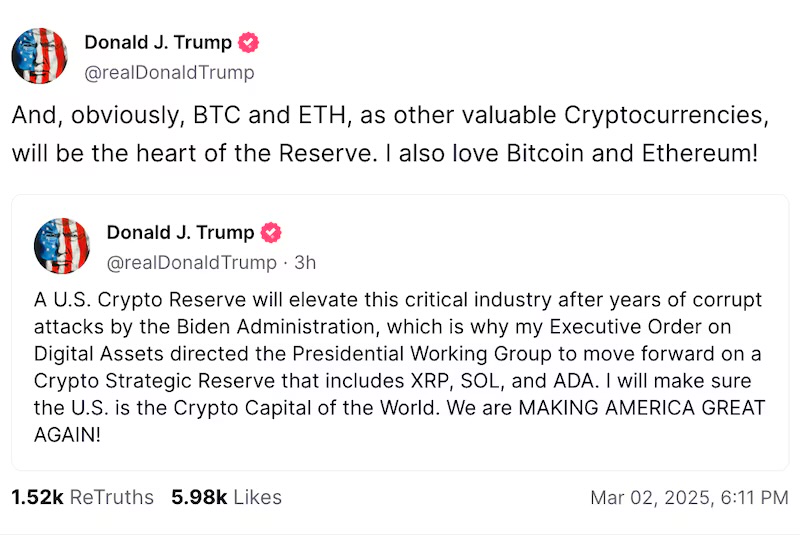 Donald J. Trump
@realDonaldTrump
And, obviously, BTC and ETH, as other valuable Cryptocurrencies,
will be the heart of the Reserve. I also love Bitcoin and Ethereum!
Donald J. Trump
@realDonaldTrump · 3h
A U.S. Crypto Reserve will elevate this critical industry after years of corrupt
attacks by the Biden Administration, which is why my Executive Order on
Digital Assets directed the Presidential Working Group to move forward on a
Crypto Strategic Reserve that includes XRP, SOL, and ADA. I will make sure
the U.S. is the Crypto Capital of the World. We are MAKING AMERICA GREAT
AGAIN!
1.52k ReTruths 5.98k Likes Mar 02, 2025, 6:11 PM